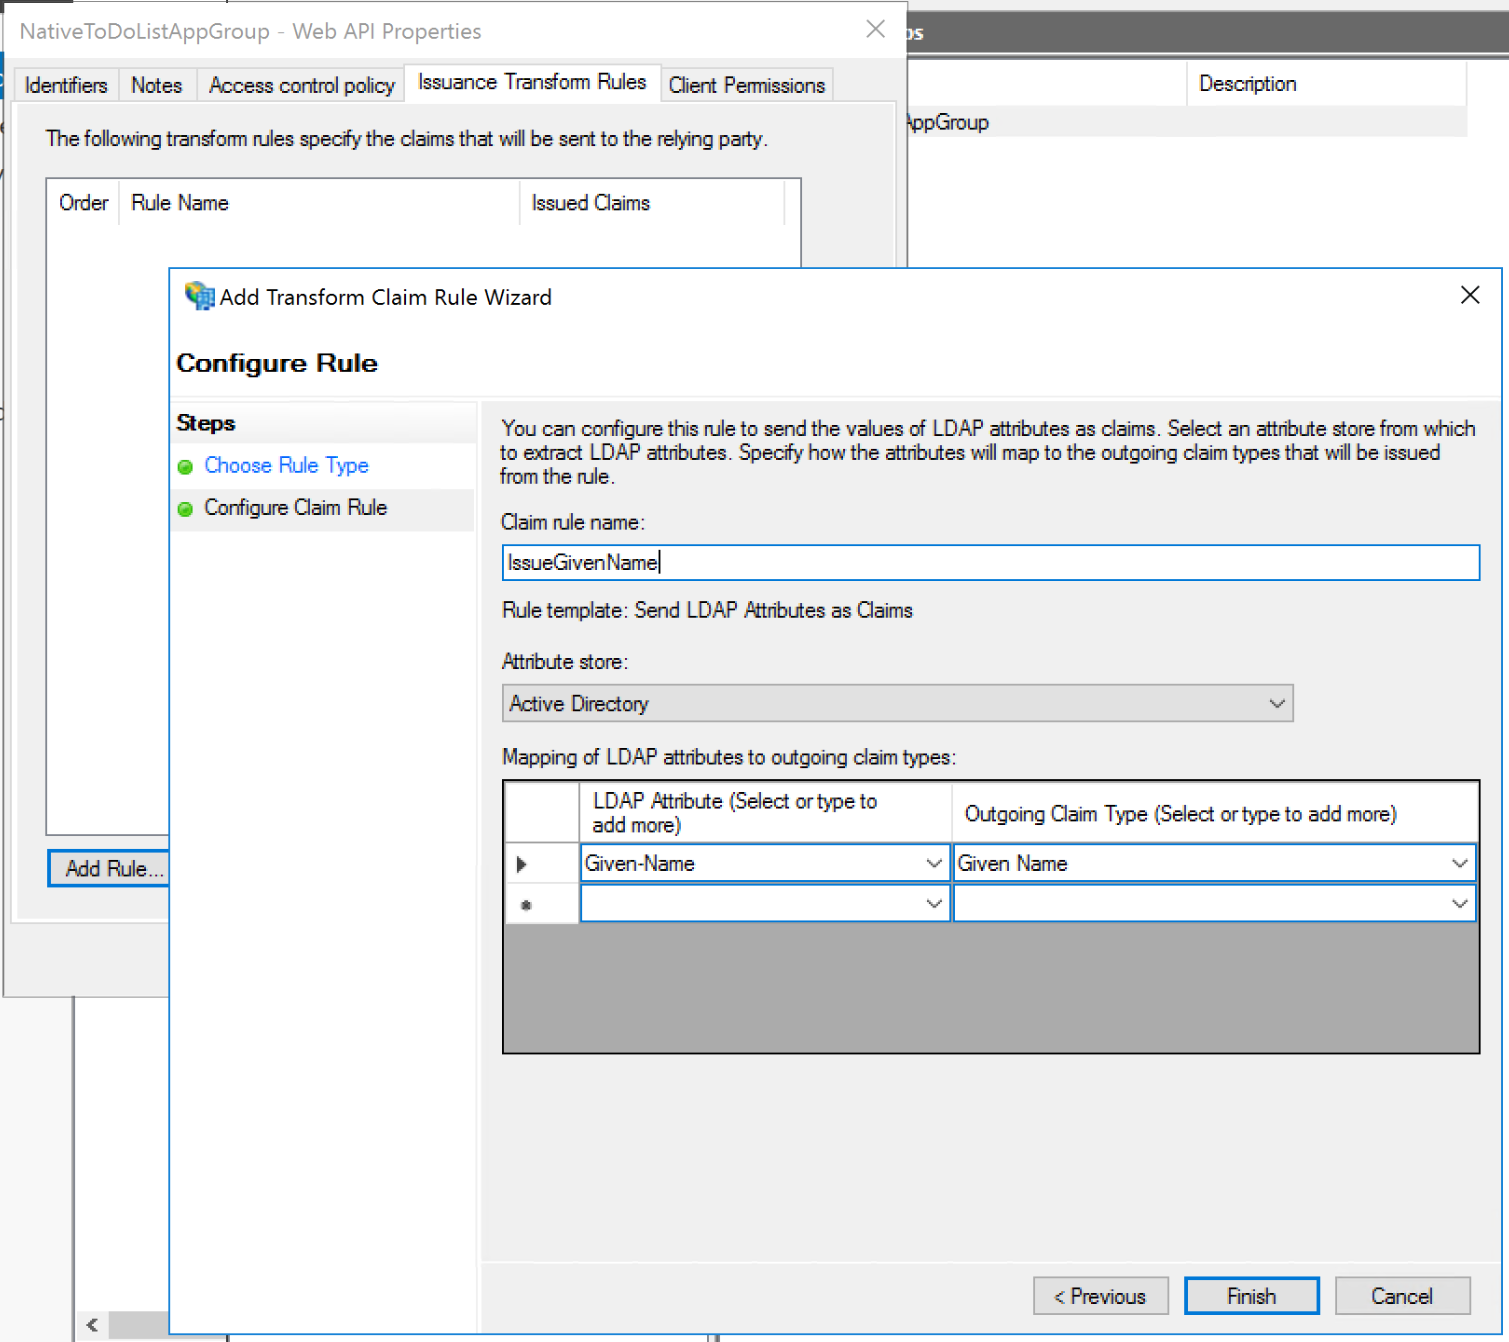 NativeToDoListAppGroup - Web API Properties
Identifiers
Notes
Access control policy
Issuance Transform Rules
Client Permissions
Description
AppGroup
The following transform rules specify the claims that will be sent to the relying party.
Order
Rule Name
Issued Claims
Add Rule...
Add Transform Claim Rule Wizard
Configure Rule
Steps
Choose Rule Type
Configure Claim Rule
You can configure this rule to send the values of LDAP attributes as claims. Select an attribute store from which
to extract LDAP attributes. Specify how the attributes will map to the outgoing claim types that will be issued
from the rule.
Claim rule name:
IssueGivenName
Rule template: Send LDAP Attributes as Claims
Attribute store:
Active Directory
Mapping of LDAP attributes to outgoing claim types:
LDAP Attribute (Select or type to
add more)
Outgoing Claim Type (Select or type to add more)
Given-Name
Given Name
< Previous
Finish
Cancel